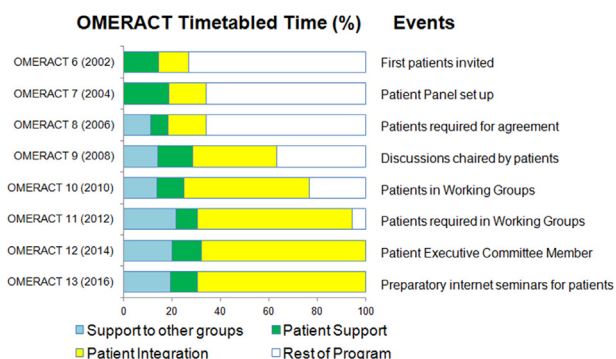 OMERACT Timetabled Time (%) Events
OMERACT 6 (2002) First patients invited
OMERACT 7 (2004) Patient Panel set up
OMERACT 8 (2006) Patients required for agreement
OMERACT 9 (2008) Discussions chaired by patients
OMERACT 10 (2010) Patients in Working Groups
OMERACT 11 (2012) Patients required in Working Groups
OMERACT 12 (2014) Patient Executive Committee Member
OMERACT 13 (2016) Preparatory internet seminars for patients
0 20 40 60 80 100
Support to other groups Patient Support
Patient Integration Rest of Program